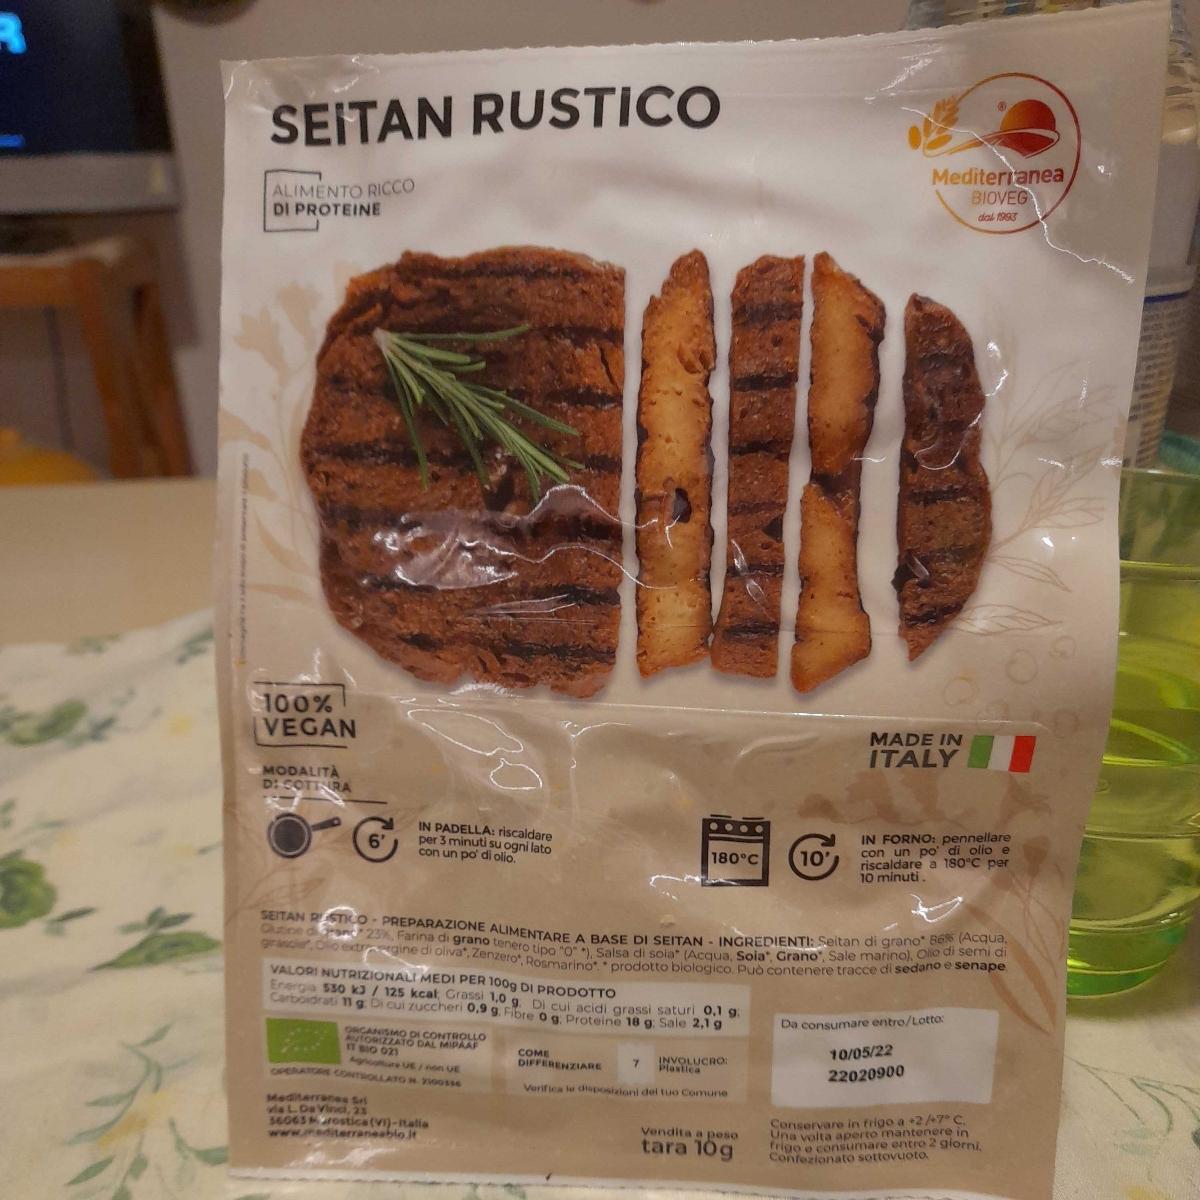 SEITAN RUSTICO
ALIMENTO RICCO
DI PROTEINE
Mediterranea
BIOVEG
dal 1993
100%
VEGAN
MADE IN
ITALY
MODALITÀ
DI COTTURA
6'
IN PADELLA: riscaldare
per 3 minuti su ogni lato
con un po' di olio.
180°C
10'
IN FORNO: pennellare
con un po' di olio e
riscaldare a 180°C per
10 minuti .
SEITAN RUSTICO - PREPARAZIONE ALIMENTARE A BASE DI SEITAN - INGREDIENTI: Seitan di grano* 86% (Acqua,
Glutine di grano* 23%, Farina di grano tenero tipo "0" *), Salsa di soia* (Acqua, Soia*, Grano*, Sale marino), Olio di semi di
girasole*, Olio extravergine di oliva*, Zenzero*, Rosmarino*. * prodotto biologico. Può contenere tracce di sedano e senape.
VALORI NUTRIZIONALI MEDI PER 100g DI PRODOTTO
Energia 530 kJ / 125 kcal; Grassi 1,0 g, Di cui acidi grassi saturi 0,1 g;
Carboidrati 11 g; Di cui zuccheri 0,9 g; Fibre 0 g; Proteine 18 g; Sale 2,1 g
ORGANISMO DI CONTROLLO
AUTORIZZATO DAL MIPAAF
IT BIO 021
Agricoltura UE / non UE
OPERATORE CONTROLLATO N. 2100356
COME
DIFFERENZIARE
7
INVOLUCRO:
Plastica
Verifica le disposizioni del tuo Comune
Da consumare entro/Lotto:
10/05/22
22020900
Mediterranea Srl
via L. Da Vinci, 23
36063 Marostica (VI)-Italia
www.mediterraneabio.it
Vendita a peso
tara 10g
Conservare in frigo a +2 /+7° C.
Una volta aperto mantenere in
frigo e consumare entro 2 giorni.
Confezionato sottovuoto.